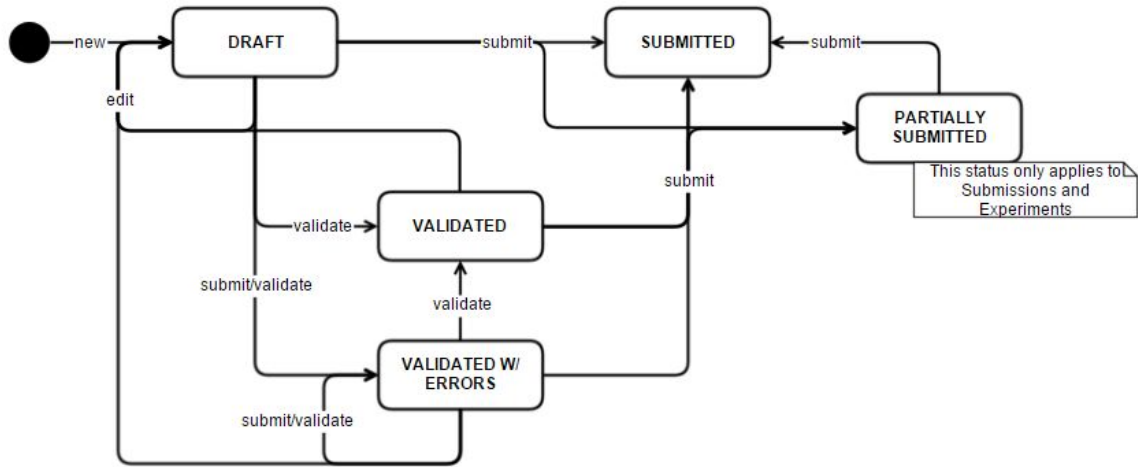 new
DRAFT
submit
SUBMITTED
submit
edit
PARTIALLY
SUBMITTED
This status only applies to
Submissions and
Experiments
submit
validate
VALIDATED
submit/validate
validate
VALIDATED W/
ERRORS
submit/validate